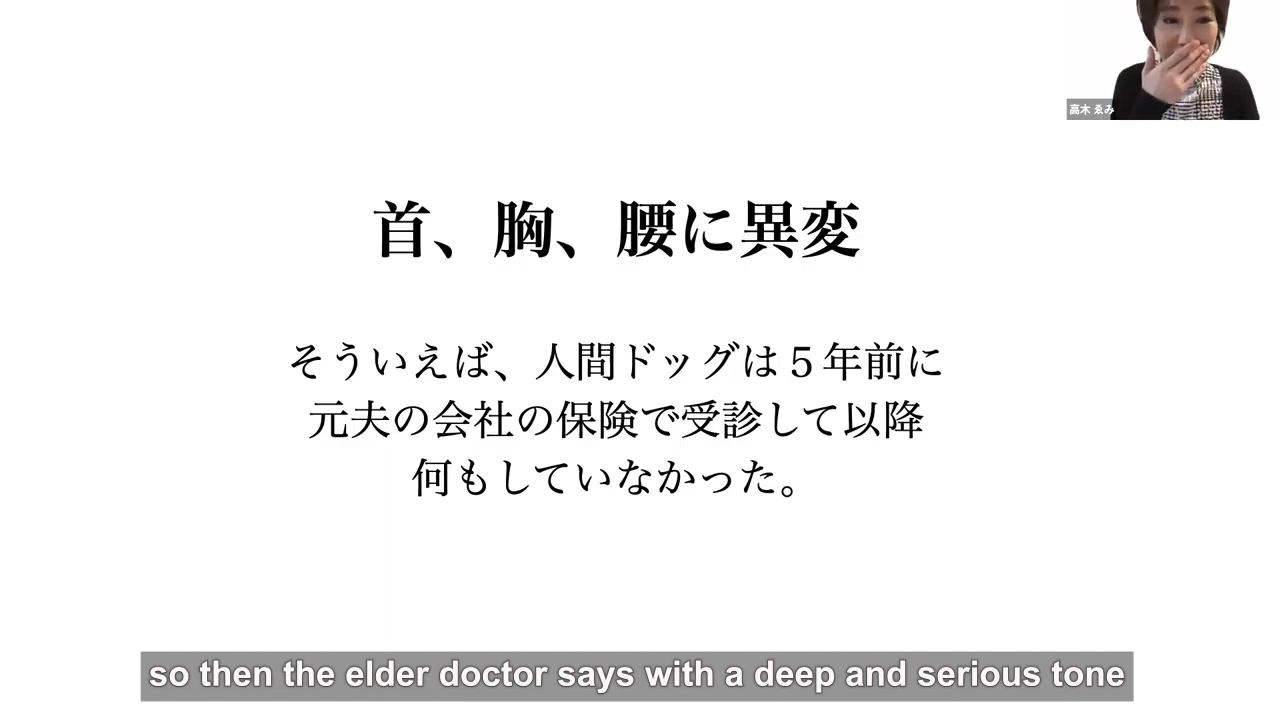 高木 ゑみ
首、胸、腰に異変
そういえば、人間ドッグは５年前に
元夫の会社の保険で受診して以降
何もしていなかった。
so then the elder doctor says with a deep and serious tone